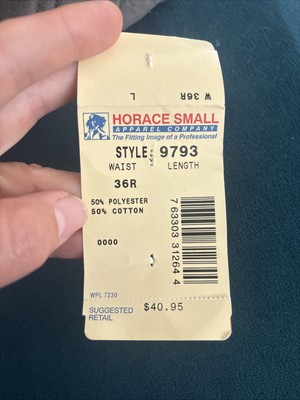 L W 36R
HORACE SMALL
APPAREL COMPANY
The Fitting Image of a Professional
STYLE 9793
WAIST LENGTH
36R
50% POLYESTER
50% COTTON
7 63303 31264 4
0000
WPL 7230
SUGGESTED
RETAIL
$40.95